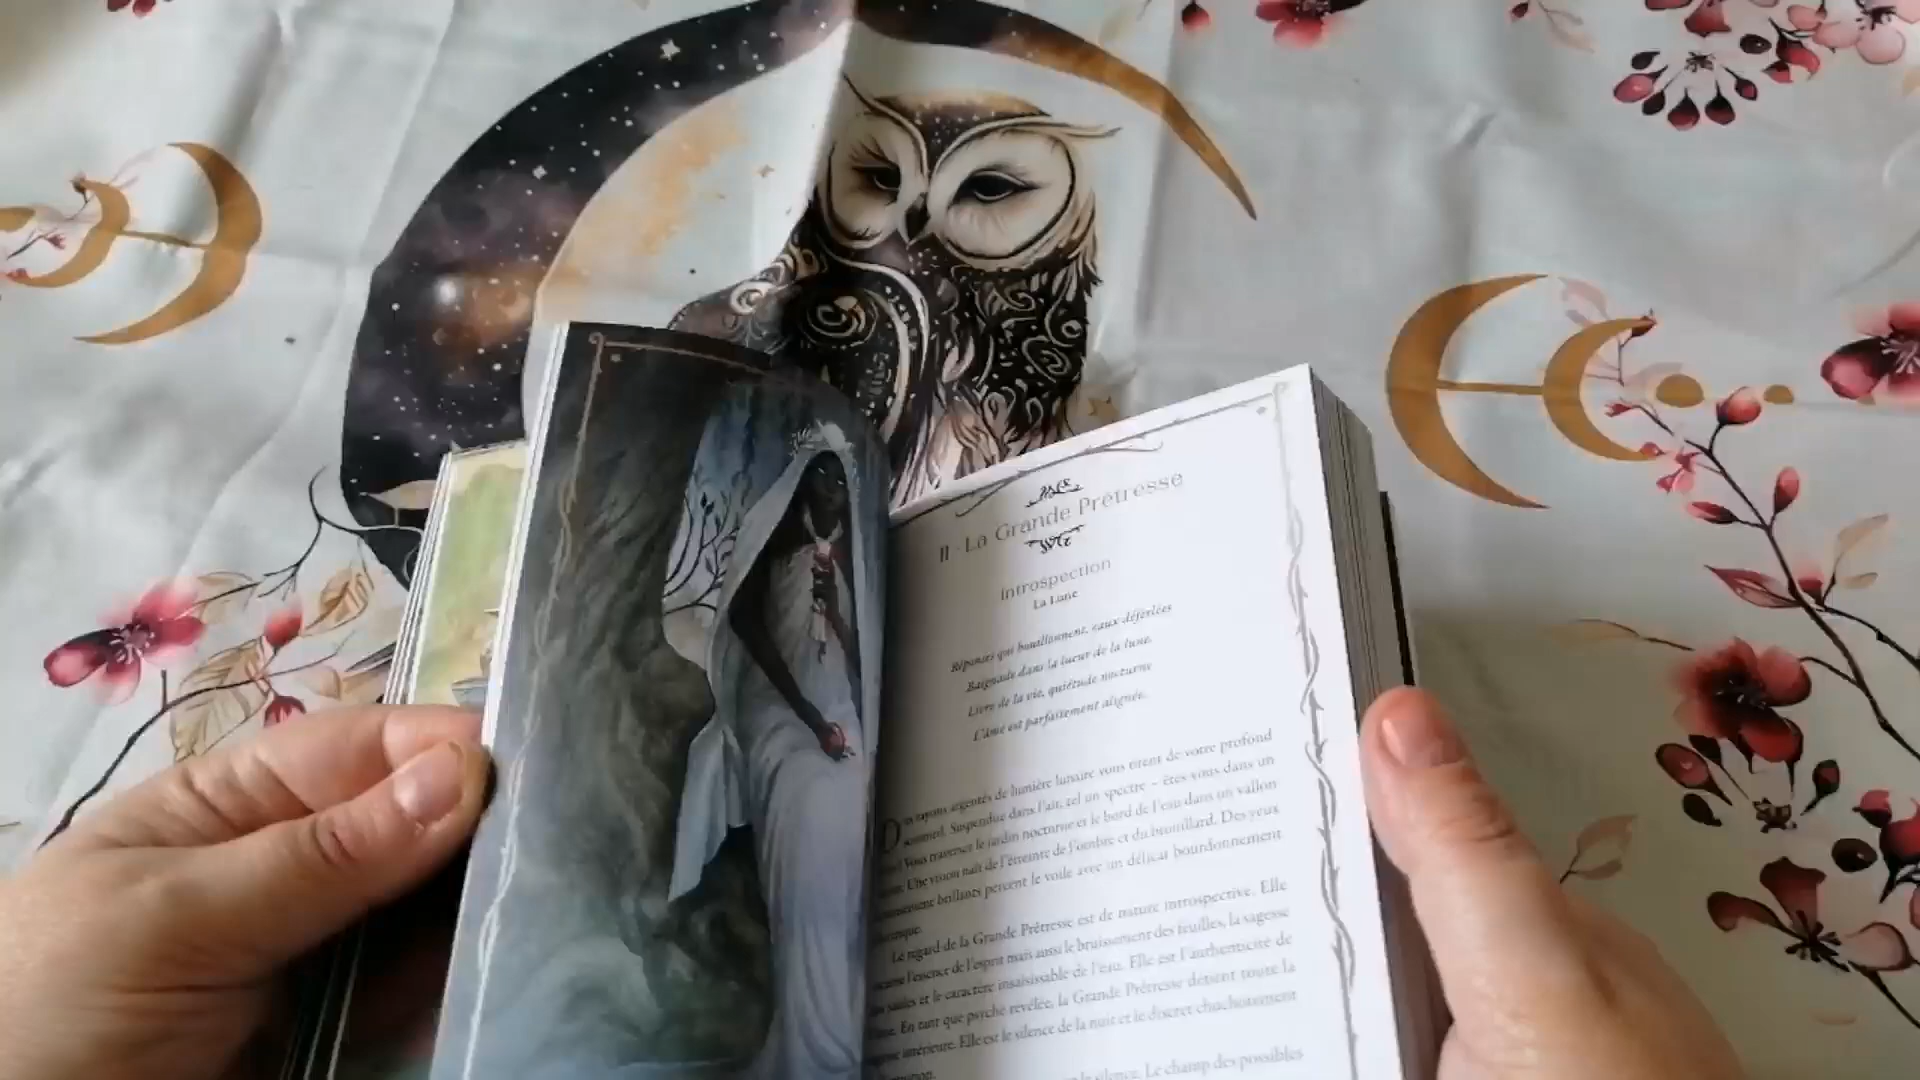 II · La Grande Prêtresse
Introspection
La Lune
Réponses qui bouillonnent, eaux déferlées
Baignade dans la lueur de la lune.
Livre de la vie, quiétude nocturne
L'âme est parfaitement alignée.
Des rayons argentés de lumière lunaire vous tirent de votre profond
sommeil. Suspendue dans l'air, tel un spectre – êtes-vous dans un
? Vous traversez le jardin nocturne et le bord de l'eau dans un vallon
Une vision naît de l'étreinte de l'ombre et du brouillard. Des yeux
brillants percent le voile avec un délicat bourdonnement
Le regard de la Grande Prêtresse est de nature introspective. Elle
incarne l'essence de l'esprit mais aussi le bruissement des feuilles, la sagesse
saules et le caractère insaisissable de l'eau. Elle est l'authenticité de
En tant que psyché révélée, la Grande Prêtresse détient toute la
intérieure. Elle est le silence de la nuit et le discret chuchotement
le silence. Le champ des possibles